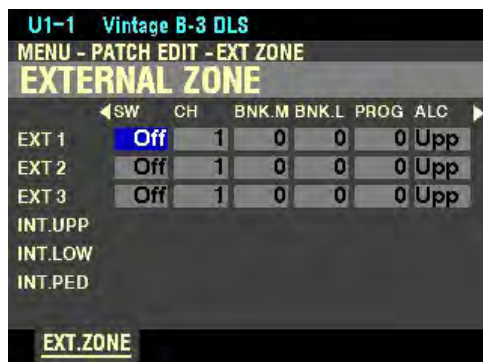 U1-1 Vintage B-3 DLS
MENU - PATCH EDIT - EXT ZONE
EXTERNAL ZONE
SW CH BNK.M BNK.L PROG ALC
EXT 1 Off 1 0 0 0 Upp
EXT 2 Off 1 0 0 0 Upp
EXT 3 Off 1 0 0 0 Upp
INT.UPP
INT.LOW
INT.PED
EXT.ZONE